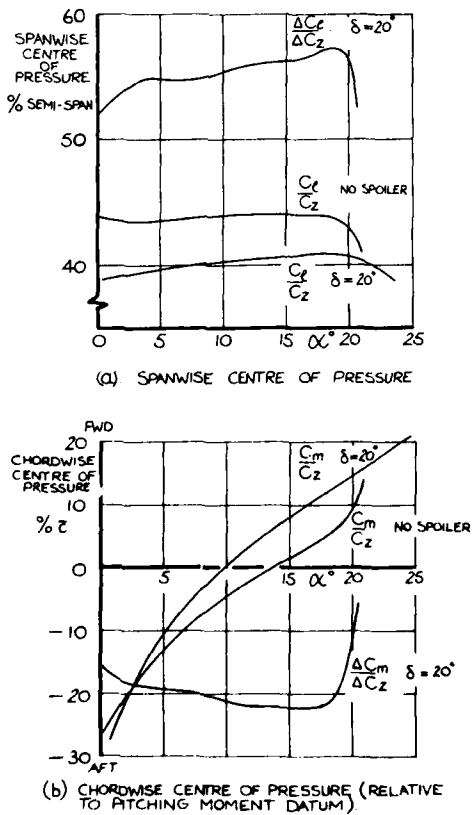 60
SPANWISE CENTRE OF PRESSURE
% SEMI-SPAN
50
40
ΔCℓ/ΔCz δ=20°
Cℓ/Cz NO SPOILER
Cℓ/Cz δ=20°
0 5 10 15 α° 20 25
(a) SPANWISE CENTRE OF PRESSURE
FWD
20
CHORDWISE CENTRE OF PRESSURE
10
% c̄
0
-10
-20
-30
AFT
Cm/Cz δ=20°
Cm/Cz NO SPOILER
5 10 15 α° 20 25
ΔCm/ΔCz δ=20°
(b) CHORDWISE CENTRE OF PRESSURE (RELATIVE
TO PITCHING MOMENT DATUM).